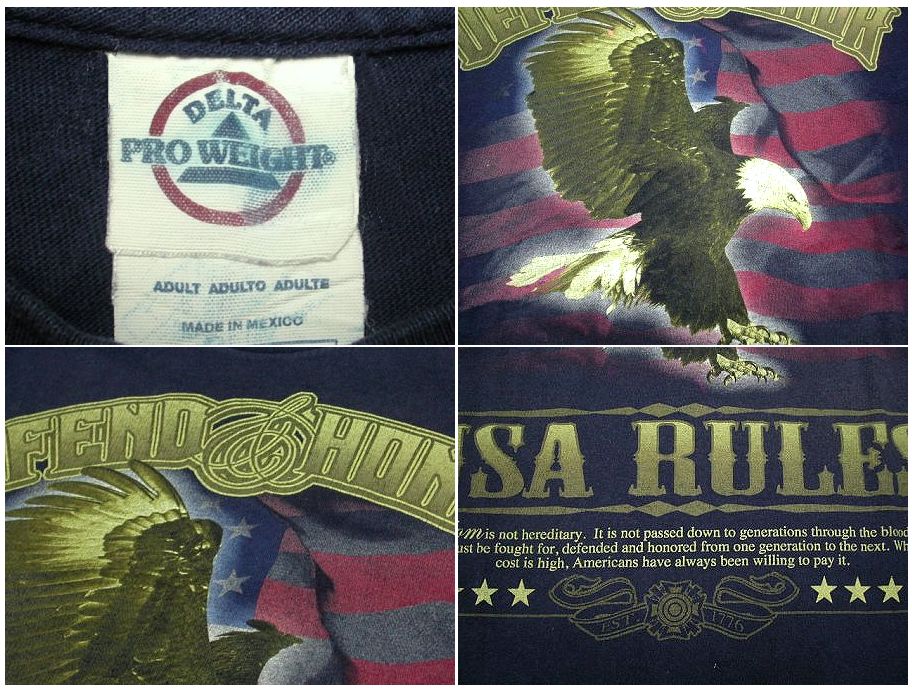 DELTA
PRO WEIGHT®
ADULT ADULTO ADULTE
MADE IN MEXICO
FEND & HON
USA RULES
is not hereditary. It is not passed down to generations through the blood
ust be fought for, defended and honored from one generation to the next. Wh
cost is high, Americans have always been willing to pay it.
EST. 1776